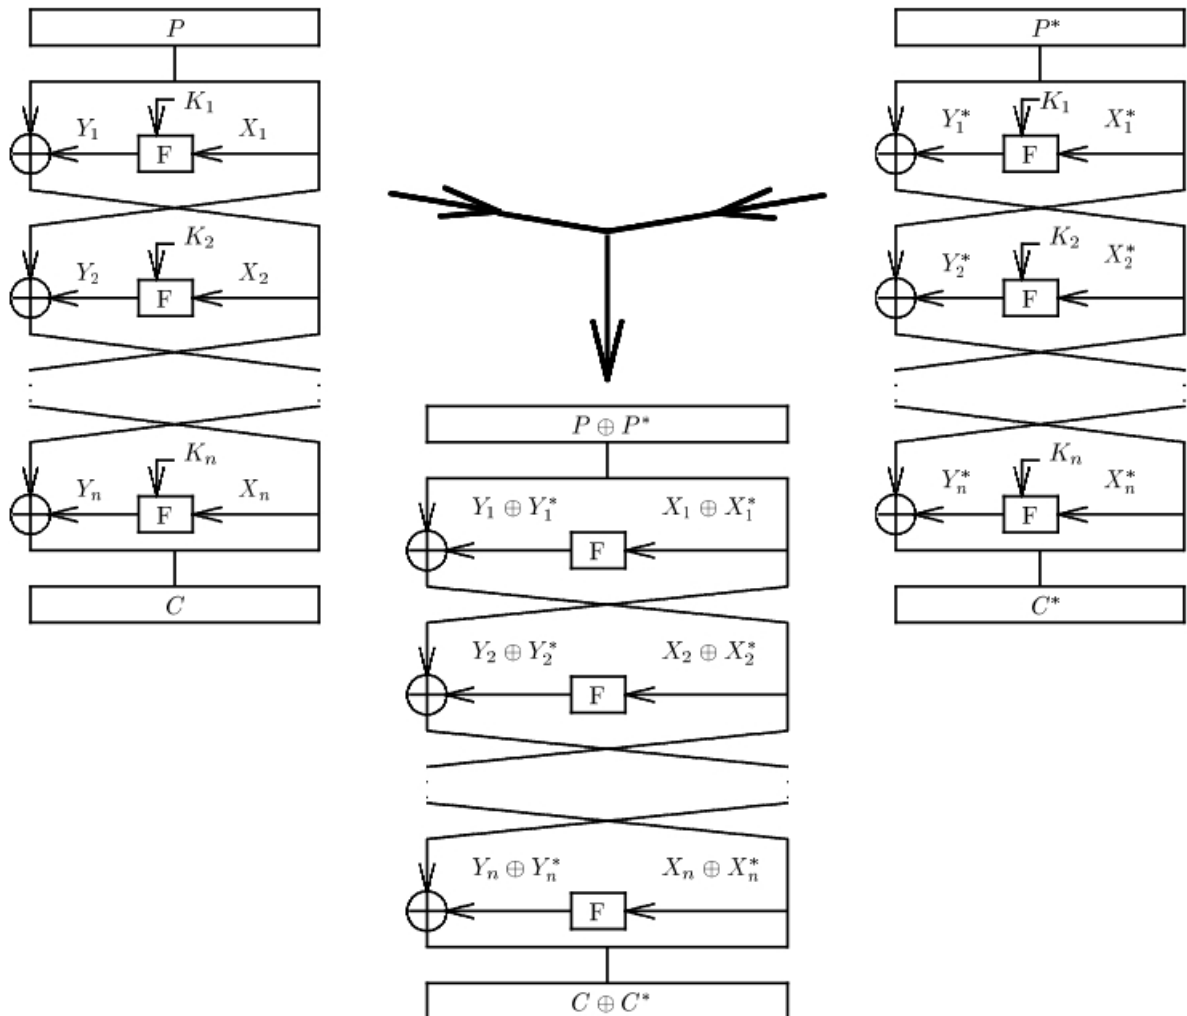 P
K₁
Y₁ F X₁
K₂
Y₂ F X₂
Kₙ
Yₙ F Xₙ
C
P*
K₁
Y₁* F X₁*
K₂
Y₂* F X₂*
Kₙ
Yₙ* F Xₙ*
C*
P ⊕ P*
Y₁ ⊕ Y₁* X₁ ⊕ X₁*
F
Y₂ ⊕ Y₂* X₂ ⊕ X₂*
F
Yₙ ⊕ Yₙ* Xₙ ⊕ Xₙ*
F
C ⊕ C*